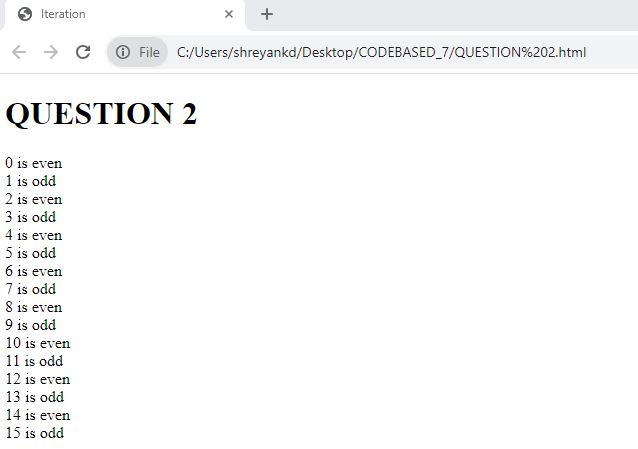 Iteration
File C:/Users/shreyankd/Desktop/CODEBASED_7/QUESTION%202.html
QUESTION 2
0 is even
1 is odd
2 is even
3 is odd
4 is even
5 is odd
6 is even
7 is odd
8 is even
9 is odd
10 is even
11 is odd
12 is even
13 is odd
14 is even
15 is odd